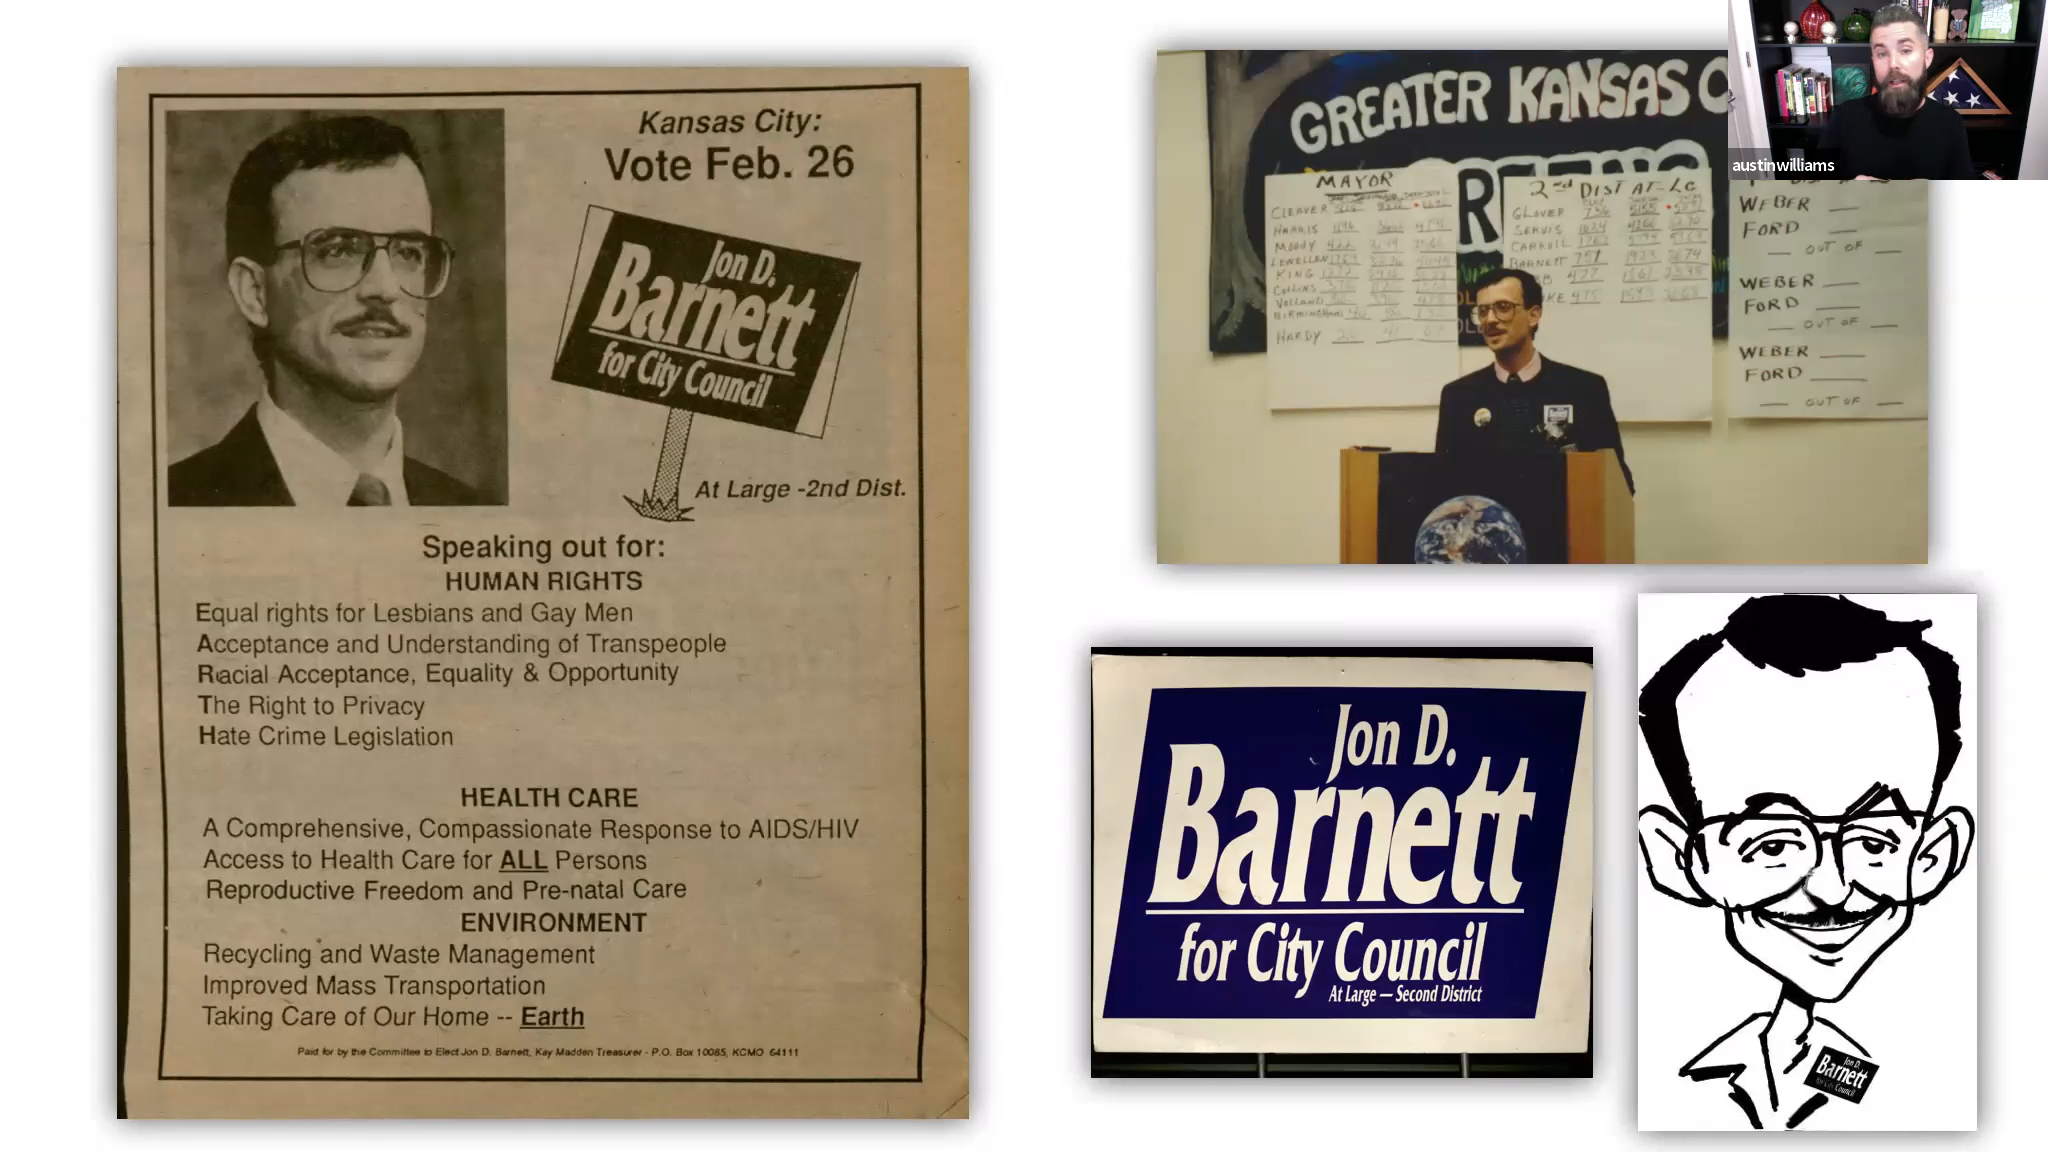 Kansas City:
Vote Feb. 26
Jon D.
Barnett
for City Council
At Large -2nd Dist.
Speaking out for:
HUMAN RIGHTS
Equal rights for Lesbians and Gay Men
Acceptance and Understanding of Transpeople
Racial Acceptance, Equality & Opportunity
The Right to Privacy
Hate Crime Legislation
HEALTH CARE
A Comprehensive, Compassionate Response to AIDS/HIV
Access to Health Care for ALL Persons
Reproductive Freedom and Pre-natal Care
ENVIRONMENT
Recycling and Waste Management
Improved Mass Transportation
Taking Care of Our Home -- Earth
Paid for by the Committee to Elect Jon D. Barnett, Kay Madden Treasurer - P.O. Box 10085, KCMO 64111
GREATER KANSAS
MAYOR
CLEAVER
HARRIS
MOODY
LEWELLEN
KING
COLLINS
VOLLAND
BIRMINGHAM
HARDY
2nd DIST AT-LG
GLOVER
SERVIS
CARROLL
BARNETT 751
477
WEBER
FORD
OUT OF
WEBER
FORD
OUT OF
WEBER
FORD
OUT OF
austinwilliams
Jon D.
Barnett
for City Council
At Large — Second District
Jon D.
Barnett
for City Council